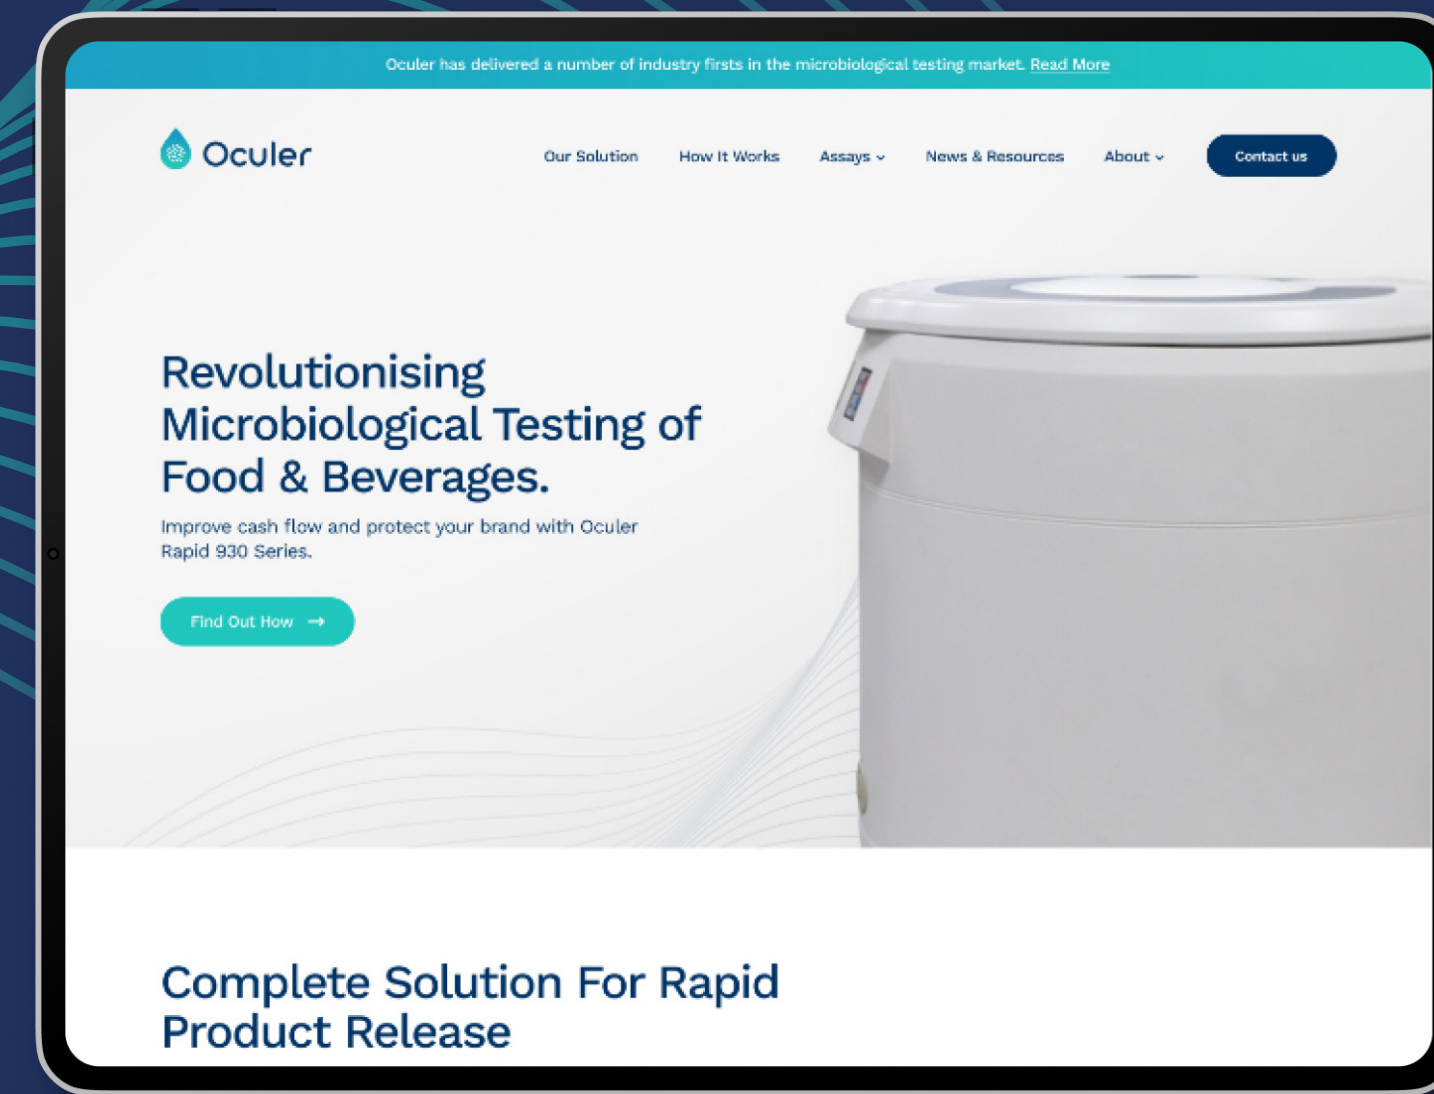 Oculer has delivered a number of industry firsts in the microbiological testing market. Read More
Oculer
Our Solution
How It Works
Assays
News & Resources
About
Contact us
Revolutionising
Microbiological Testing of
Food & Beverages.
Improve cash flow and protect your brand with Oculer
Rapid 930 Series.
Find Out How →
Complete Solution For Rapid
Product Release